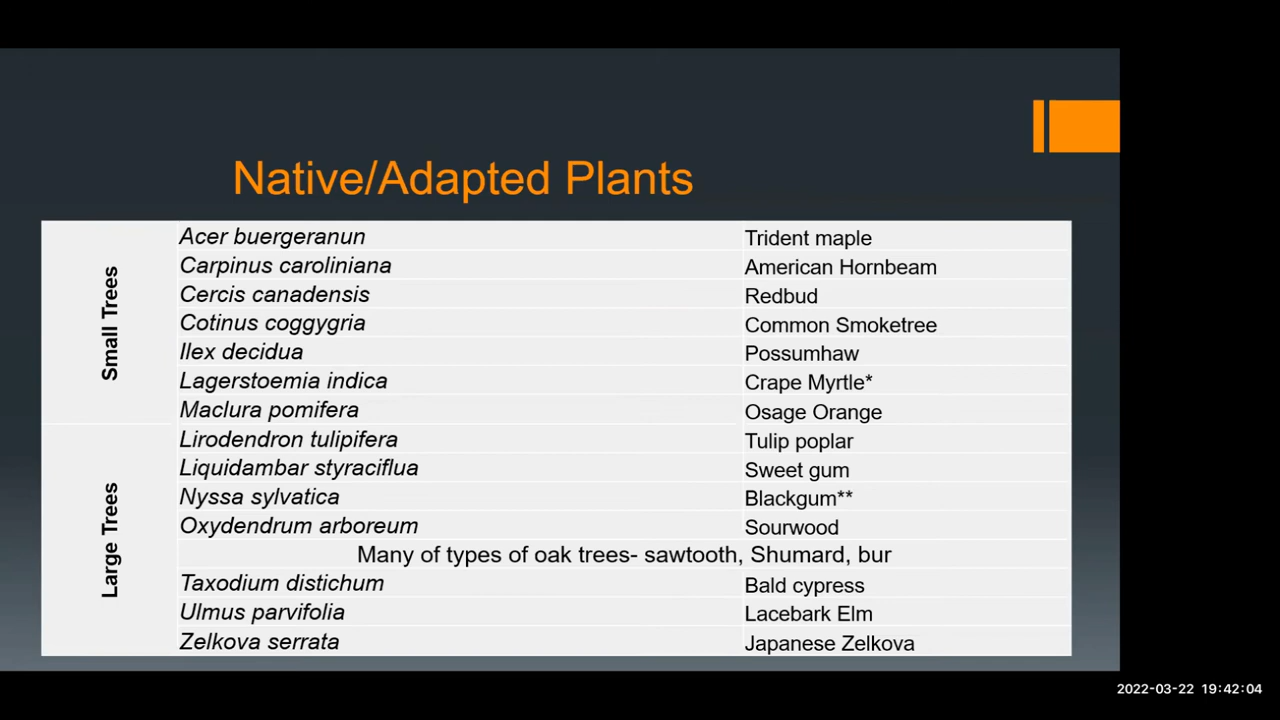 Native/Adapted Plants
Small Trees
Acer buergeranun Trident maple
Carpinus caroliniana American Hornbeam
Cercis canadensis Redbud
Cotinus coggygria Common Smoketree
Ilex decidua Possumhaw
Lagerstoemia indica Crape Myrtle*
Maclura pomifera Osage Orange
Large Trees
Lirodendron tulipifera Tulip poplar
Liquidambar styraciflua Sweet gum
Nyssa sylvatica Blackgum**
Oxydendrum arboreum Sourwood
Many of types of oak trees- sawtooth, Shumard, bur
Taxodium distichum Bald cypress
Ulmus parvifolia Lacebark Elm
Zelkova serrata Japanese Zelkova
2022-03-22 19:42:04